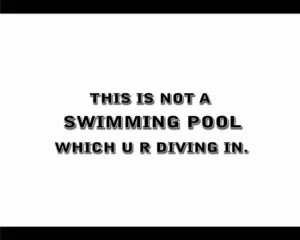 THIS IS NOT A
SWIMMING POOL
WHICH U R DIVING IN.